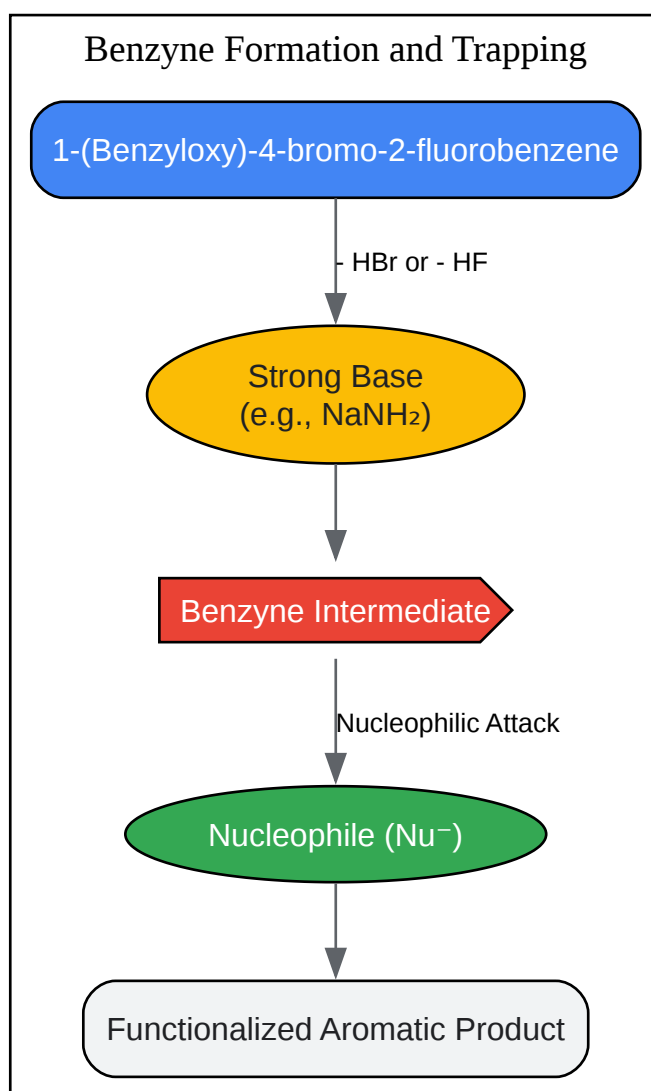 Benzyne Formation and Trapping
1-(Benzyloxy)-4-bromo-2-fluorobenzene
- HBr or - HF
Strong Base
(e.g., NaNH₂)
Benzyne Intermediate
Nucleophilic Attack
Nucleophile (Nu⁻)
Functionalized Aromatic Product